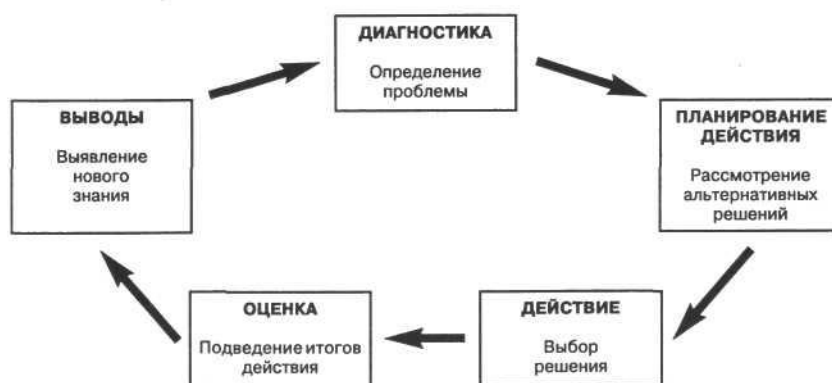 ДИАГНОСТИКА
Определение
проблемы
ПЛАНИРОВАНИЕ
ДЕЙСТВИЯ
Рассмотрение
альтернативных
решений
ДЕЙСТВИЕ
Выбор
решения
ОЦЕНКА
Подведение итогов
действия
ВЫВОДЫ
Выявление
нового
знания